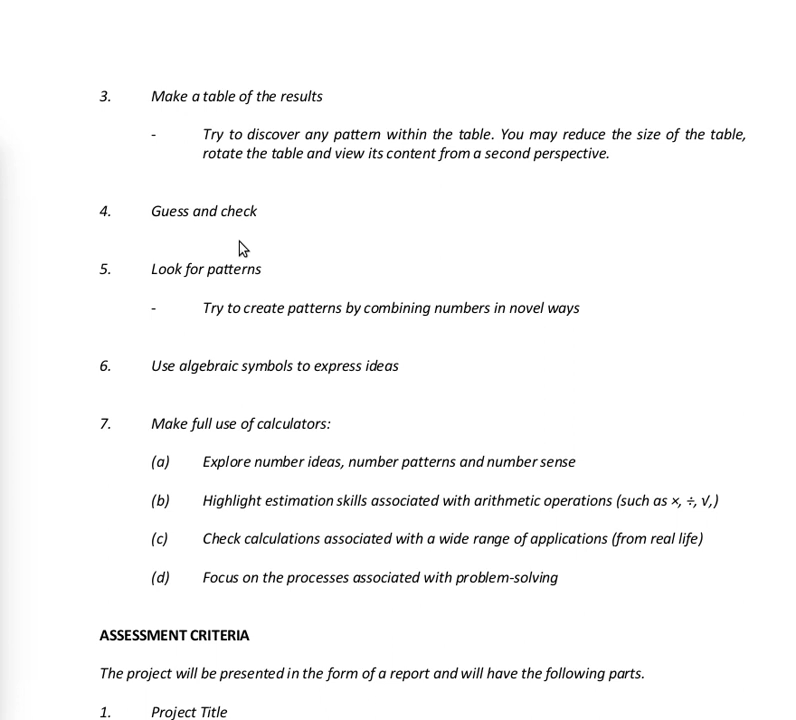 3. Make a table of the results
- Try to discover any pattern within the table. You may reduce the size of the table,
rotate the table and view its content from a second perspective.
4. Guess and check
5. Look for patterns
- Try to create patterns by combining numbers in novel ways
6. Use algebraic symbols to express ideas
7. Make full use of calculators:
(a) Explore number ideas, number patterns and number sense
(b) Highlight estimation skills associated with arithmetic operations (such as ×, ÷, √,)
(c) Check calculations associated with a wide range of applications (from real life)
(d) Focus on the processes associated with problem-solving
ASSESSMENT CRITERIA
The project will be presented in the form of a report and will have the following parts.
1. Project Title